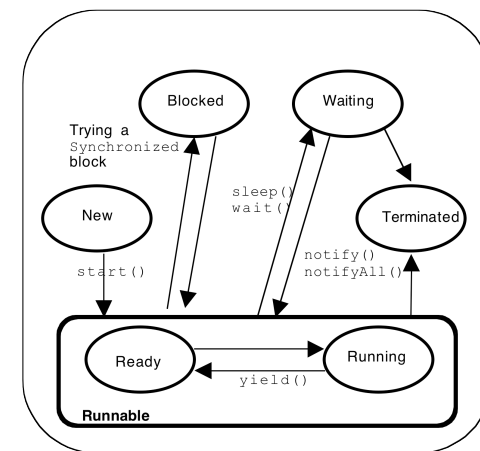 Blocked
Waiting
Trying a
Synchronized
block
sleep()
wait()
New
Terminated
start()
notify()
notifyAll()
Ready
Running
yield()
Runnable